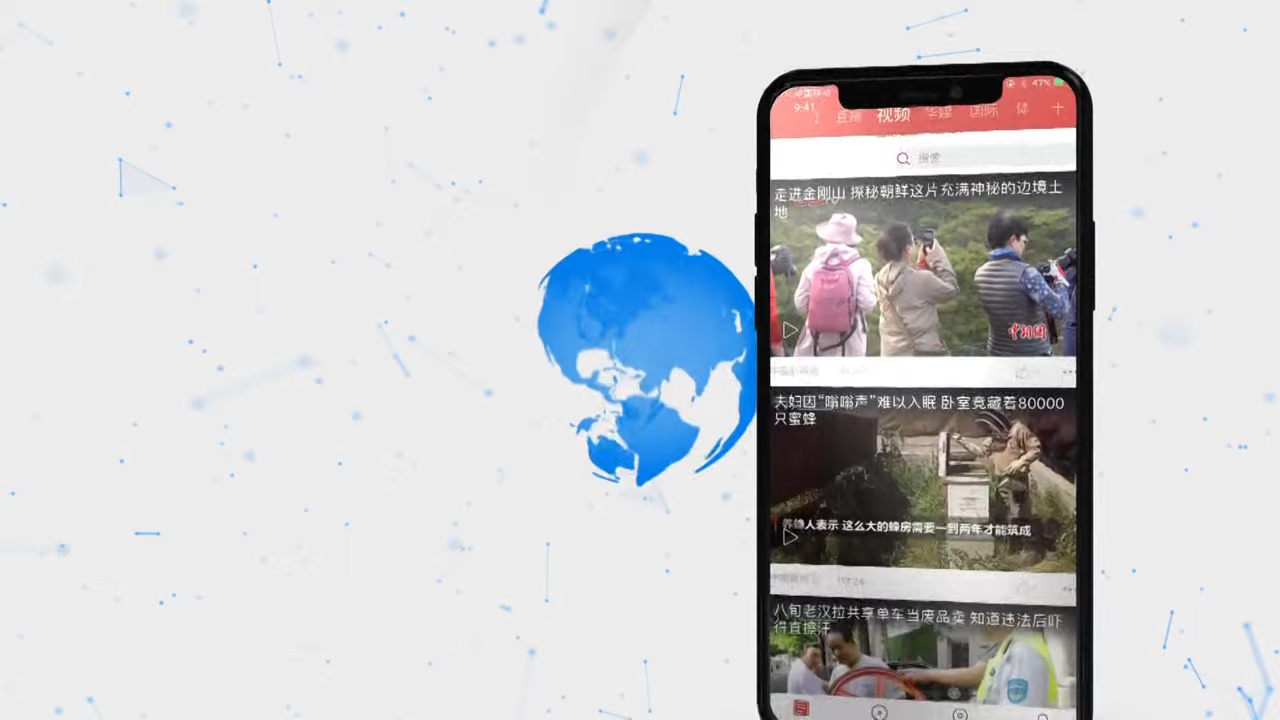 47%
9:41
直播 视频 华媒 国际 体 +
搜索
走进金刚山 探秘朝鲜这片充满神秘的边境土
地
中新网
夫妇因“嗡嗡声”难以入眠 卧室竟藏着80000
只蜜蜂
养蜂人表示 这么大的蜂房需要一到两年才能筑成
八旬老汉拉共享单车当废品卖 知道违法后吓
得直擦汗